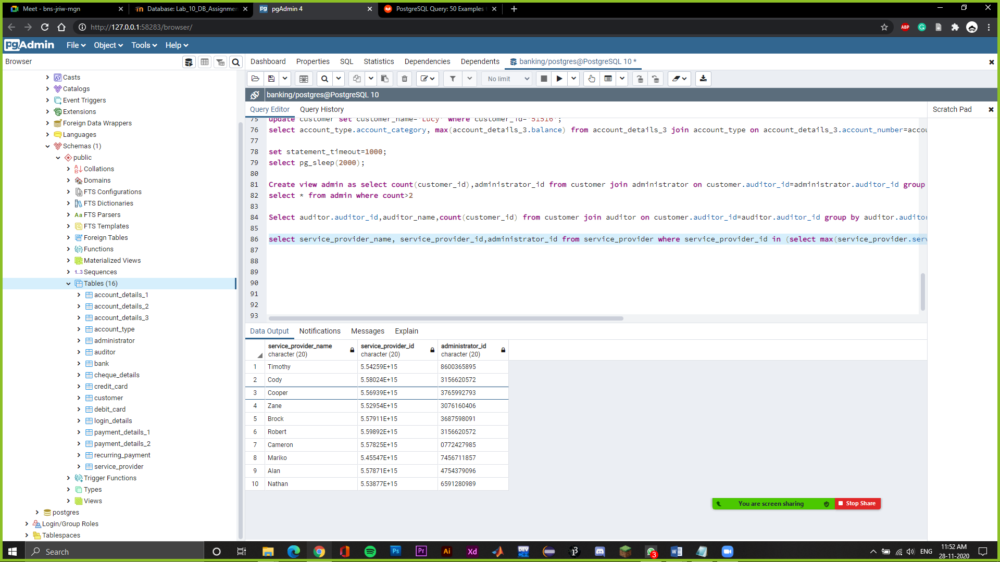 Meet - bns-jriw-mgn
Database: Lab_10_DB_Assignmen
pgAdmin 4
PostgreSQL Query: 50 Examples
http://127.0.0.1:58283/browser/
ABP
pgAdmin
File
Object
Tools
Help
Browser
Dashboard
Properties
SQL
Statistics
Dependencies
Dependents
banking/postgres@PostgreSQL 10 *
No limit
banking/postgres@PostgreSQL 10
Query Editor
Query History
Scratch Pad
Casts
Catalogs
Event Triggers
Extensions
Foreign Data Wrappers
Languages
Schemas (1)
public
Collations
Domains
FTS Configurations
FTS Dictionaries
Aa FTS Parsers
FTS Templates
Foreign Tables
Functions
Materialized Views
1..3 Sequences
Tables (16)
account_details_1
account_details_2
account_details_3
account_type
administrator
auditor
bank
cheque_details
credit_card
customer
debit_card
login_details
payment_details_1
payment_details_2
recurring_payment
service_provider
Trigger Functions
Types
Views
postgres
Login/Group Roles
Tablespaces
75 update customer set customer_name='Lucy' where customer_id='51516';
76 select account_type.account_category, max(account_details_3.balance) from account_details_3 join account_type on account_details_3.account_number=accou
77
78 set statement_timeout=1000;
79 select pg_sleep(2000);
80
81 Create view admin as select count(customer_id),administrator_id from customer join administrator on customer.auditor_id=administrator.auditor_id group
82 select * from admin where count>2
83
84 Select auditor.auditor_id,auditor_name,count(customer_id) from customer join auditor on customer.auditor_id=auditor.auditor_id group by auditor.auditor
85
86 select service_provider_name, service_provider_id,administrator_id from service_provider where service_provider_id in (select max(service_provider.serv
87
88
89
90
91
92
93
Data Output
Notifications
Messages
Explain
service_provider_name character (20)
service_provider_id character (20)
administrator_id character (20)
1 Timothy 5.54259E+15 8600365895
2 Cody 5.58024E+15 3156620572
3 Cooper 5.56939E+15 3765992793
4 Zane 5.52954E+15 3076160406
5 Brock 5.57911E+15 3687598091
6 Robert 5.59892E+15 3156620572
7 Cameron 5.57825E+15 0772427985
8 Mariko 5.45547E+15 7456711857
9 Alan 5.57871E+15 4754379096
10 Nathan 5.53877E+15 6591280989
You are screen sharing
Stop Share
Search
Ps
Pr
Ai
Xd
DEV
3
ENG
11:52 AM
28-11-2020